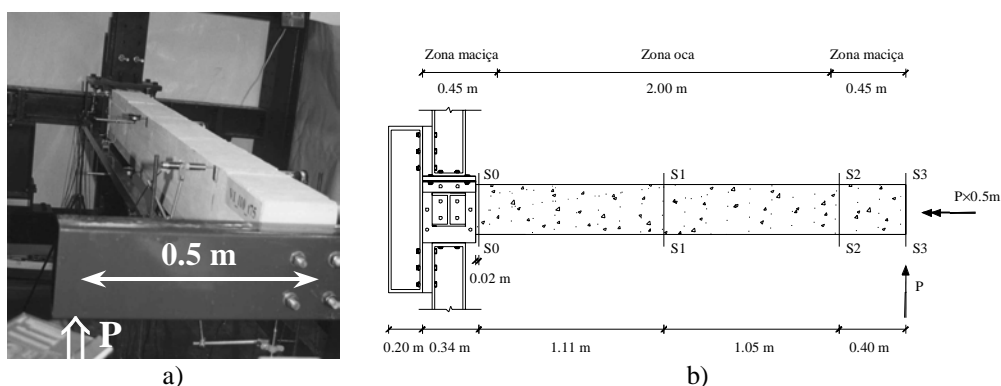 0.5 m
P
a)
Zona maciça Zona oca Zona maciça
0.45 m 2.00 m 0.45 m
S0 S1 S2 S3
P×0.5m
S0 S1 S2 S3
0.02 m
P
0.20 m 0.34 m 1.11 m 1.05 m 0.40 m
b)